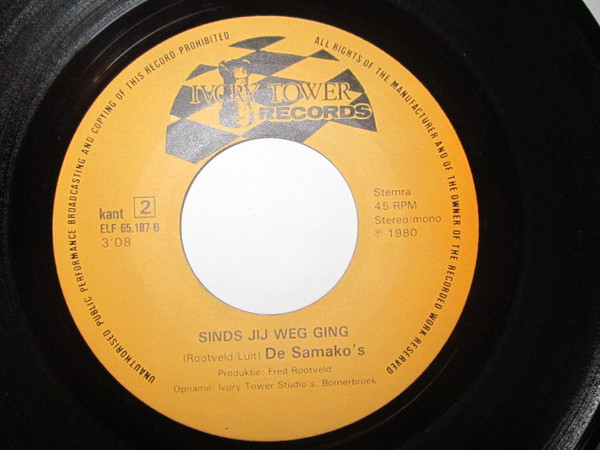 UNAUTHORISED PUBLIC PERFORMANCE BROADCASTING AND COPYING OF THIS RECORD PROHIBITED
ALL RIGHTS OF THE MANUFACTURER AND OF THE OWNER OF THE RECORDED WORK RESERVED
IVORY TOWER
RECORDS
kant 2
ELF 65.187-B
3'08
Stemra
45 RPM
Stereo/mono
℗ 1980
SINDS JIJ WEG GING
(Rootveld/Luit) De Samako's
Produktie: Fred Rootveld
Opname: Ivory Tower Studio's, Bornerbroek